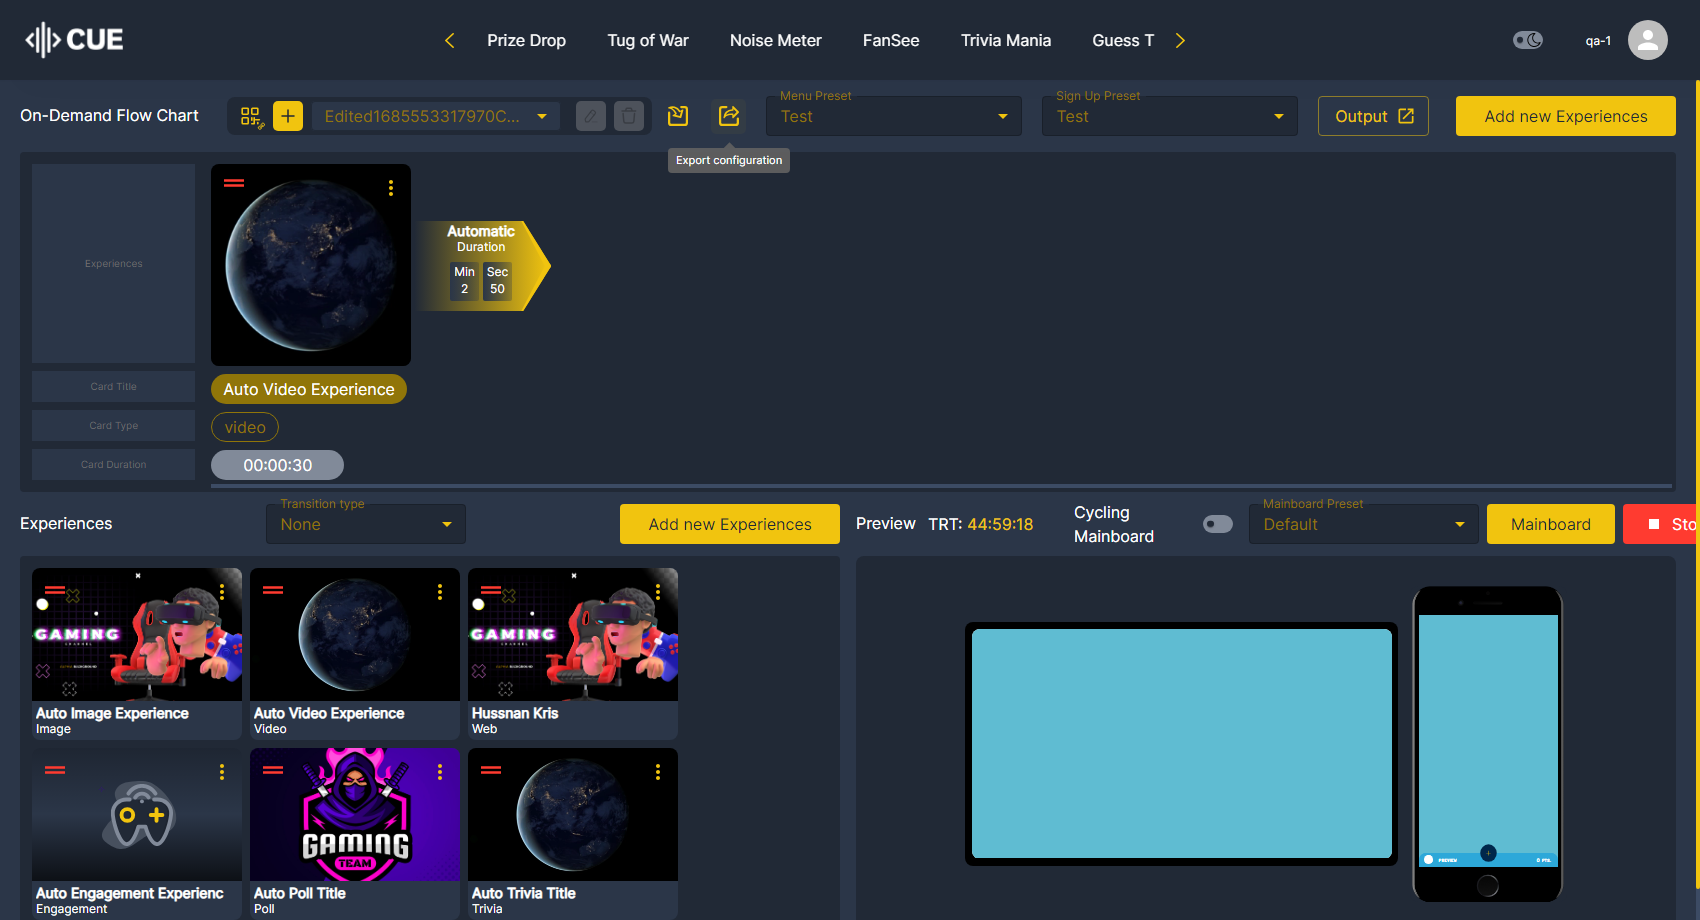 CUE
Prize Drop
Tug of War
Noise Meter
FanSee
Trivia Mania
Guess T
qa-1
On-Demand Flow Chart
Edited1685553317970C...
Menu Preset
Test
Sign Up Preset
Test
Output
Add new Experiences
Export configuration
Experiences
Automatic
Duration
Min Sec
2 50
Card Title
Auto Video Experience
Card Type
video
Card Duration
00:00:30
Experiences
Transition type
None
Add new Experiences
Preview
TRT: 44:59:18
Cycling
Mainboard
Mainboard Preset
Default
Mainboard
Sto
GAMING
CHANNEL
Auto Image Experience
Image
Auto Video Experience
Video
GAMING
CHANNEL
Hussnan Kris
Web
Auto Engagement Experienc
Engagement
GAMING
TEAM
Auto Poll Title
Poll
Auto Trivia Title
Trivia
PREVIEW
0 PTS.